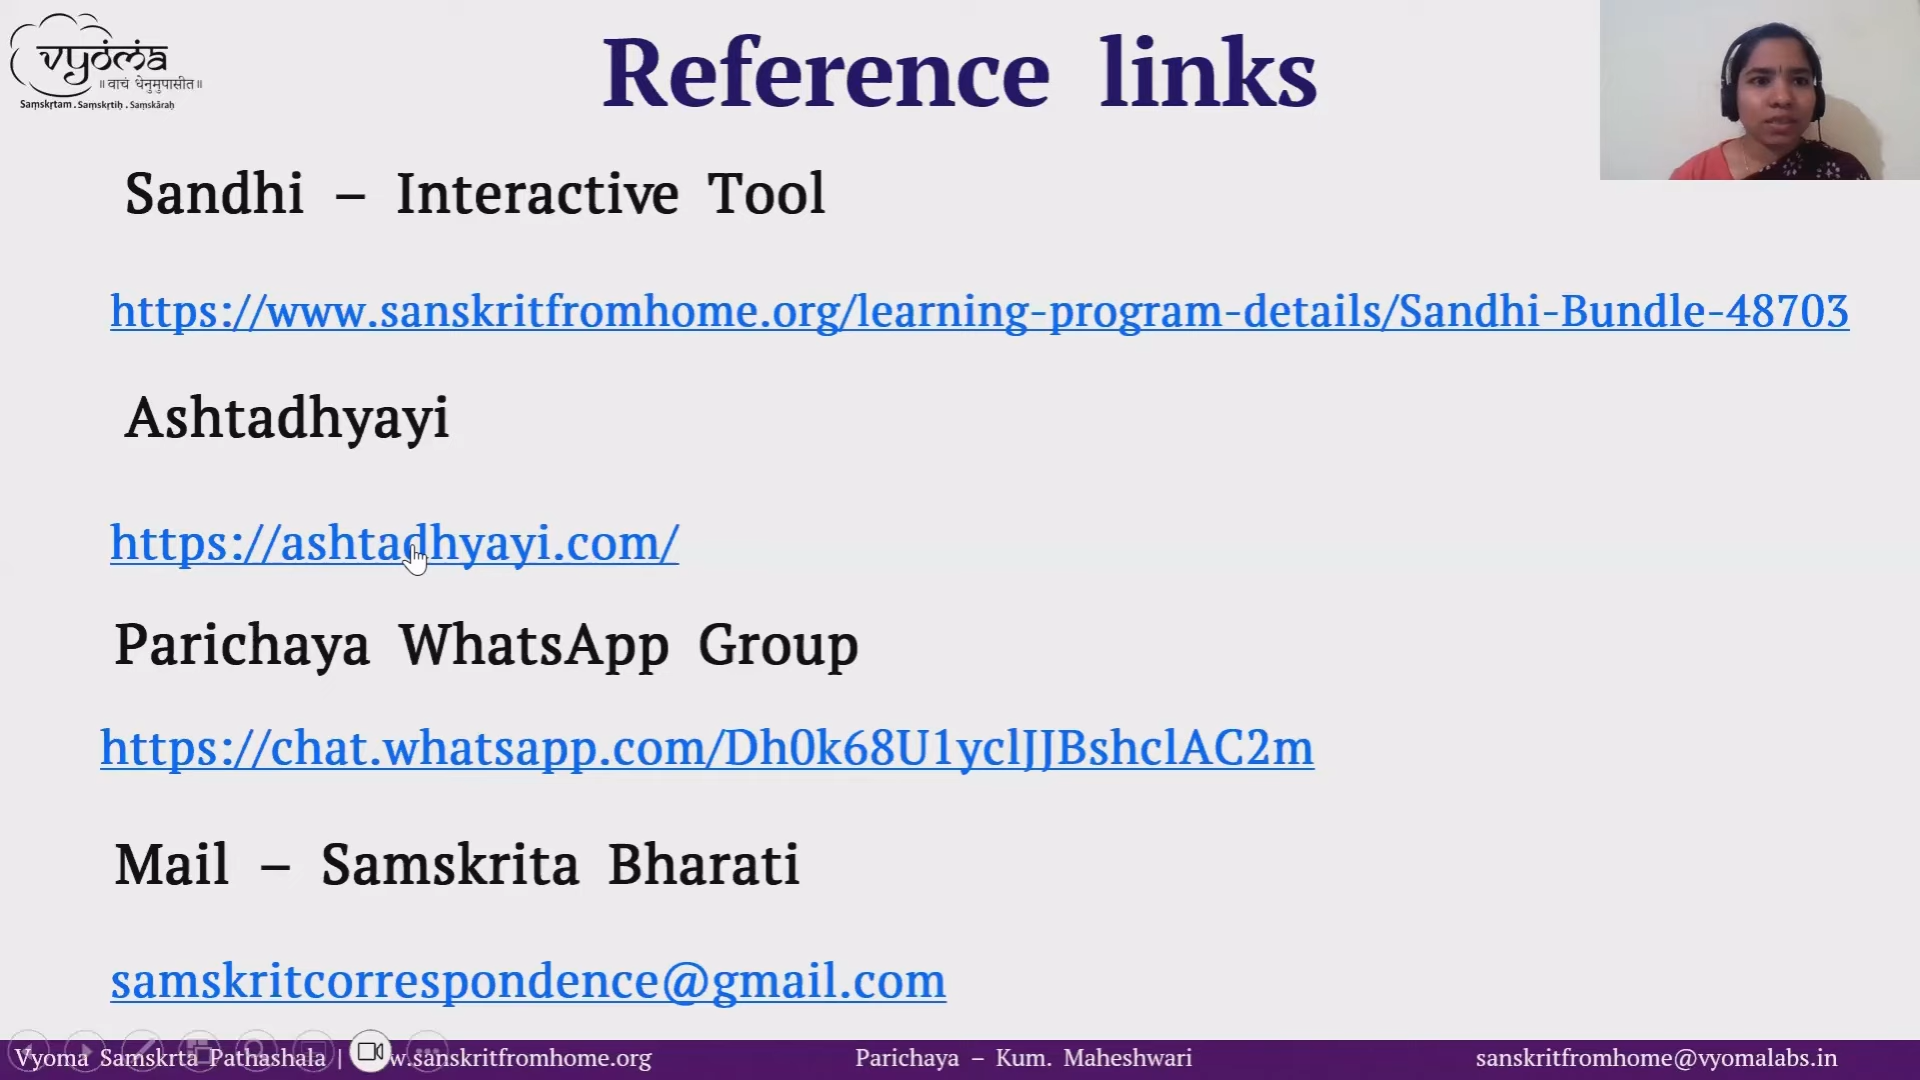 vyoma
॥ वाचं धेनुमुपासीत॥
Saṃskṛtam . Saṃskṛtiḥ . Saṃskāraḥ
Reference links
Sandhi – Interactive Tool
https://www.sanskritfromhome.org/learning-program-details/Sandhi-Bundle-48703
Ashtadhyayi
https://ashtadhyayi.com/
Parichaya WhatsApp Group
https://chat.whatsapp.com/Dh0k68U1yclJJBshclAC2m
Mail – Samskrita Bharati
samskritcorrespondence@gmail.com
Vyoma Samskrta Pathashala | w.sanskritfromhome.org
Parichaya – Kum. Maheshwari
sanskritfromhome@vyomalabs.in